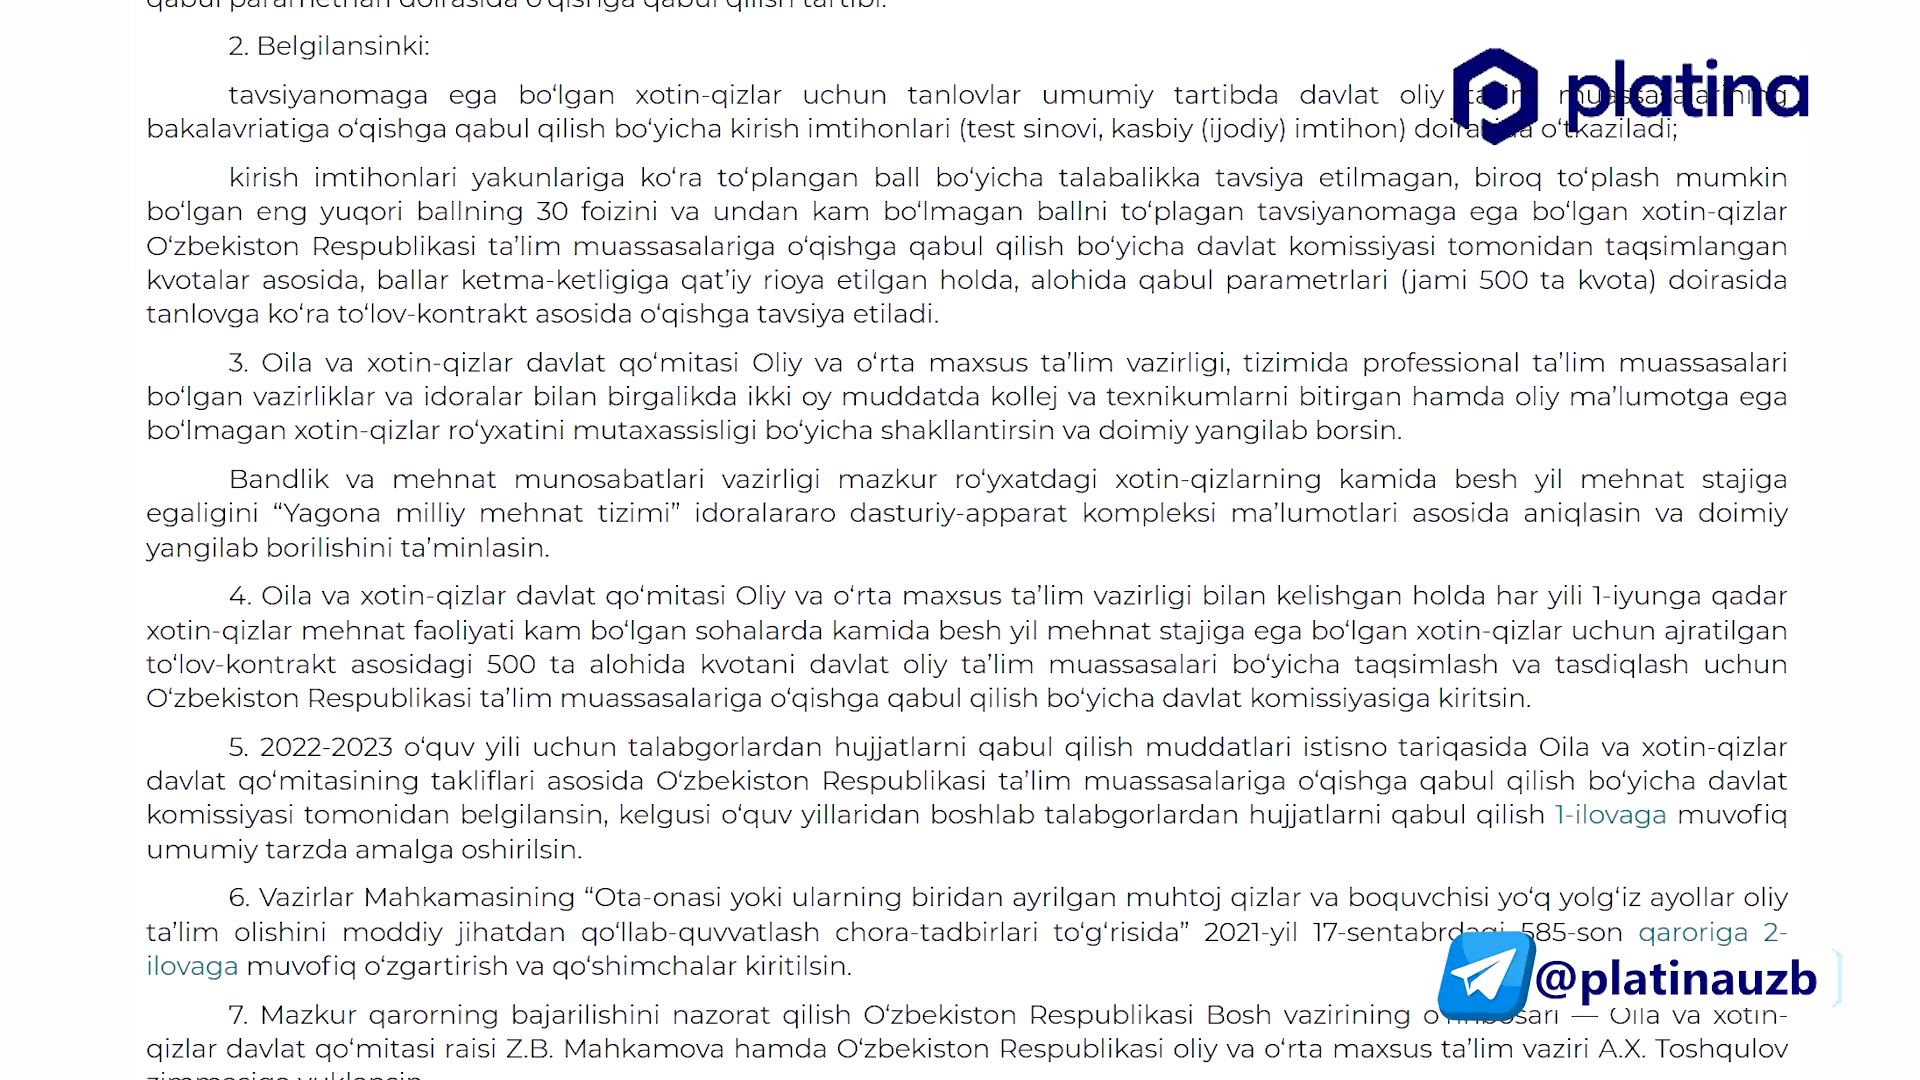 qabul parametrlari doirasida o‘qishga qabul qilish tartibi.
2. Belgilansinki:
platina
tavsiyanomaga ega bo‘lgan xotin-qizlar uchun tanlovlar umumiy tartibda davlat oliy ta’lim muassasalarining
bakalavriatiga o‘qishga qabul qilish bo‘yicha kirish imtihonlari (test sinovi, kasbiy (ijodiy) imtihon) doirasida o‘tkaziladi;
kirish imtihonlari yakunlariga ko‘ra to‘plangan ball bo‘yicha talabalikka tavsiya etilmagan, biroq to‘plash mumkin
bo‘lgan eng yuqori ballning 30 foizini va undan kam bo‘lmagan ballni to‘plagan tavsiyanomaga ega bo‘lgan xotin-qizlar
O‘zbekiston Respublikasi ta’lim muassasalariga o‘qishga qabul qilish bo‘yicha davlat komissiyasi tomonidan taqsimlangan
kvotalar asosida, ballar ketma-ketligiga qat’iy rioya etilgan holda, alohida qabul parametrlari (jami 500 ta kvota) doirasida
tanlovga ko‘ra to‘lov-kontrakt asosida o‘qishga tavsiya etiladi.
3. Oila va xotin-qizlar davlat qo‘mitasi Oliy va o‘rta maxsus ta’lim vazirligi, tizimida professional ta’lim muassasalari
bo‘lgan vazirliklar va idoralar bilan birgalikda ikki oy muddatda kollej va texnikumlarni bitirgan hamda oliy ma’lumotga ega
bo‘lmagan xotin-qizlar ro‘yxatini mutaxassisligi bo‘yicha shakllantirsin va doimiy yangilab borsin.
Bandlik va mehnat munosabatlari vazirligi mazkur ro‘yxatdagi xotin-qizlarning kamida besh yil mehnat stajiga
egaligini “Yagona milliy mehnat tizimi” idoralararo dasturiy-apparat kompleksi ma’lumotlari asosida aniqlasin va doimiy
yangilab borilishini ta’minlasin.
4. Oila va xotin-qizlar davlat qo‘mitasi Oliy va o‘rta maxsus ta’lim vazirligi bilan kelishgan holda har yili 1-iyunga qadar
xotin-qizlar mehnat faoliyati kam bo‘lgan sohalarda kamida besh yil mehnat stajiga ega bo‘lgan xotin-qizlar uchun ajratilgan
to‘lov-kontrakt asosidagi 500 ta alohida kvotani davlat oliy ta’lim muassasalari bo‘yicha taqsimlash va tasdiqlash uchun
O‘zbekiston Respublikasi ta’lim muassasalariga o‘qishga qabul qilish bo‘yicha davlat komissiyasiga kiritsin.
5. 2022-2023 o‘quv yili uchun talabgorlardan hujjatlarni qabul qilish muddatlari istisno tariqasida Oila va xotin-qizlar
davlat qo‘mitasining takliflari asosida O‘zbekiston Respublikasi ta’lim muassasalariga o‘qishga qabul qilish bo‘yicha davlat
komissiyasi tomonidan belgilansin, kelgusi o‘quv yillaridan boshlab talabgorlardan hujjatlarni qabul qilish 1-ilovaga muvofiq
umumiy tarzda amalga oshirilsin.
6. Vazirlar Mahkamasining “Ota-onasi yoki ularning biridan ayrilgan muhtoj qizlar va boquvchisi yo‘q yolg‘iz ayollar oliy
ta’lim olishini moddiy jihatdan qo‘llab-quvvatlash chora-tadbirlari to‘g‘risida” 2021-yil 17-sentabrdagi 585-son qaroriga 2-
ilovaga muvofiq o‘zgartirish va qo‘shimchalar kiritilsin.
@platinauzb
7. Mazkur qarorning bajarilishini nazorat qilish O‘zbekiston Respublikasi Bosh vazirining o‘rinbosari — Oila va xotin-
qizlar davlat qo‘mitasi raisi Z.B. Mahkamova hamda O‘zbekiston Respublikasi oliy va o‘rta maxsus ta’lim vaziri A.X. Toshqulov
zimmasiga yuklansin.